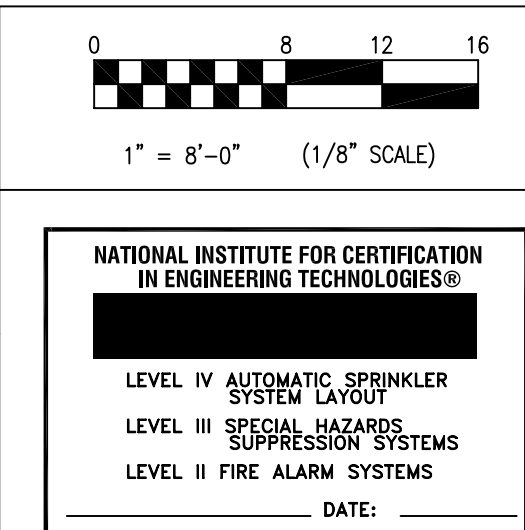 0 8 12 16
1" = 8'-0" (1/8" SCALE)
NATIONAL INSTITUTE FOR CERTIFICATION
IN ENGINEERING TECHNOLOGIES®
LEVEL IV AUTOMATIC SPRINKLER
SYSTEM LAYOUT
LEVEL III SPECIAL HAZARDS
SUPPRESSION SYSTEMS
LEVEL II FIRE ALARM SYSTEMS
DATE: